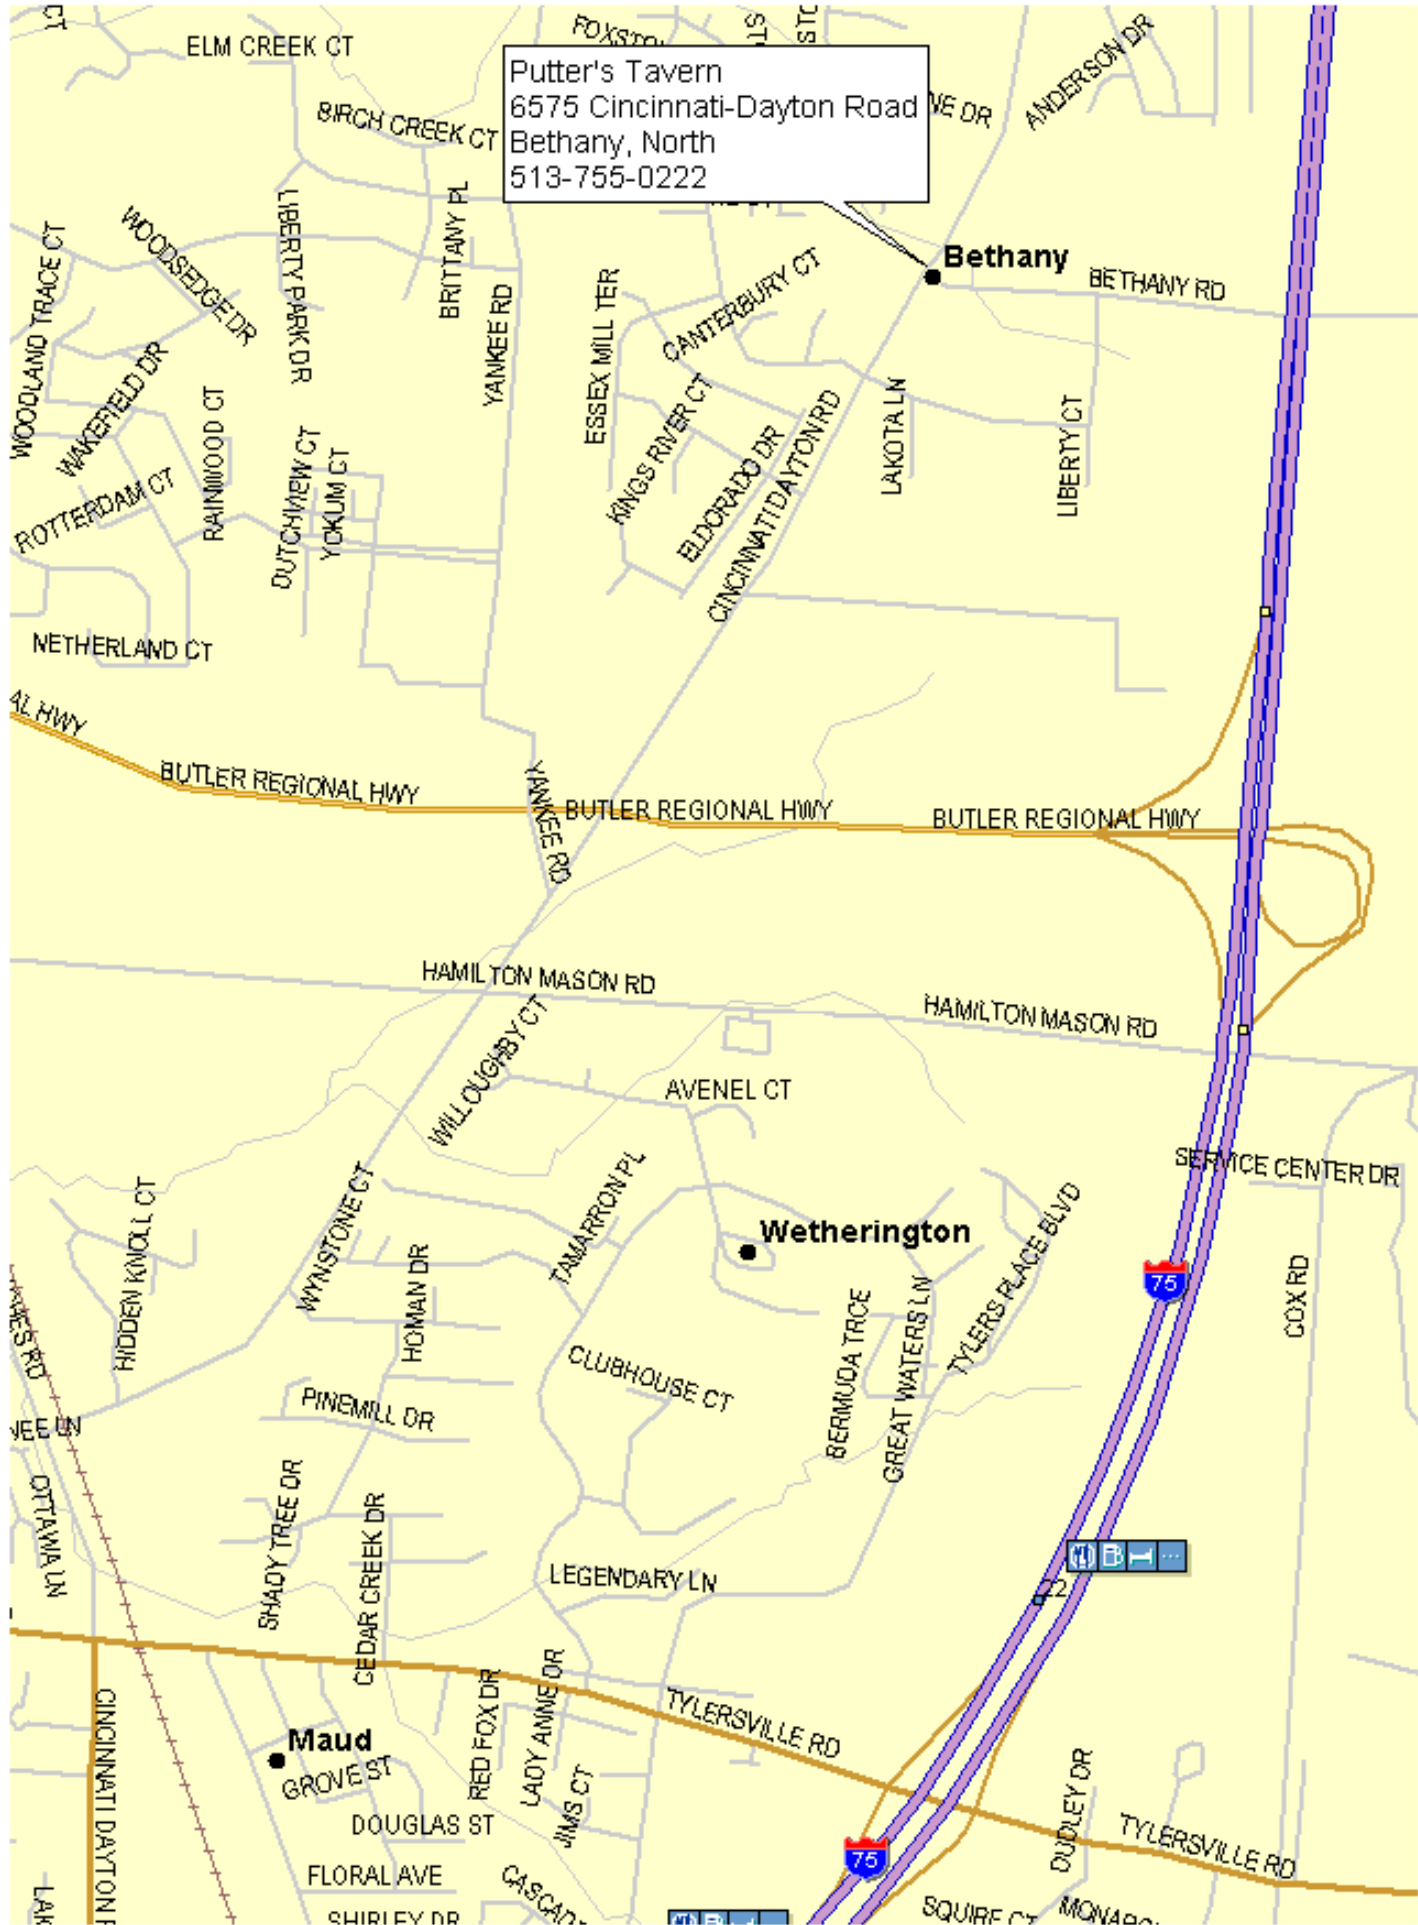 CT
ELM CREEK CT
BIRCH CREEK CT
Putter's Tavern
6575 Cincinnati-Dayton Road
Bethany, North
513-755-0222
NE DR
ANDERSON DR
Bethany
BETHANY RD
WOODLAND TRACE CT
WOODSEDGE DR
LIBERTY PARK DR
BRITTANY PL
YANKEE RD
ESSEX MILL TER
CANTERBURY CT
WAKEFIELD DR
RAINWOOD CT
KINGS RIVER CT
ELDORADO DR
CINCINNATI DAYTON RD
LAKOTA LN
LIBERTY CT
ROTTERDAM CT
DUTCHVIEW CT
YOKUM CT
NETHERLAND CT
AL HWY
BUTLER REGIONAL HWY
YANKEE RD
BUTLER REGIONAL HWY
BUTLER REGIONAL HWY
HAMILTON MASON RD
HAMILTON MASON RD
WILLOUGHBY CT
AVENEL CT
SERVICE CENTER DR
HIDDEN KNOLL CT
WYNSTONE CT
HOMAN DR
TAMARRON PL
Wetherington
TYLERS PLACE BLVD
75
COX RD
BERMUDA TRCE
GREAT WATERS LN
CLUBHOUSE CT
PINEMILL DR
NEE LN
OTTAWA LN
SHADY TREE DR
CEDAR CREEK DR
LEGENDARY LN
22
CINCINNATI DAYTON R
Maud
GROVE ST
RED FOX DR
LADY ANNE DR
JIMS CT
TYLERSVILLE RD
DUDLEY DR
TYLERSVILLE RD
DOUGLAS ST
75
FLORAL AVE
SHIRLEY DR
SQUIRE CT